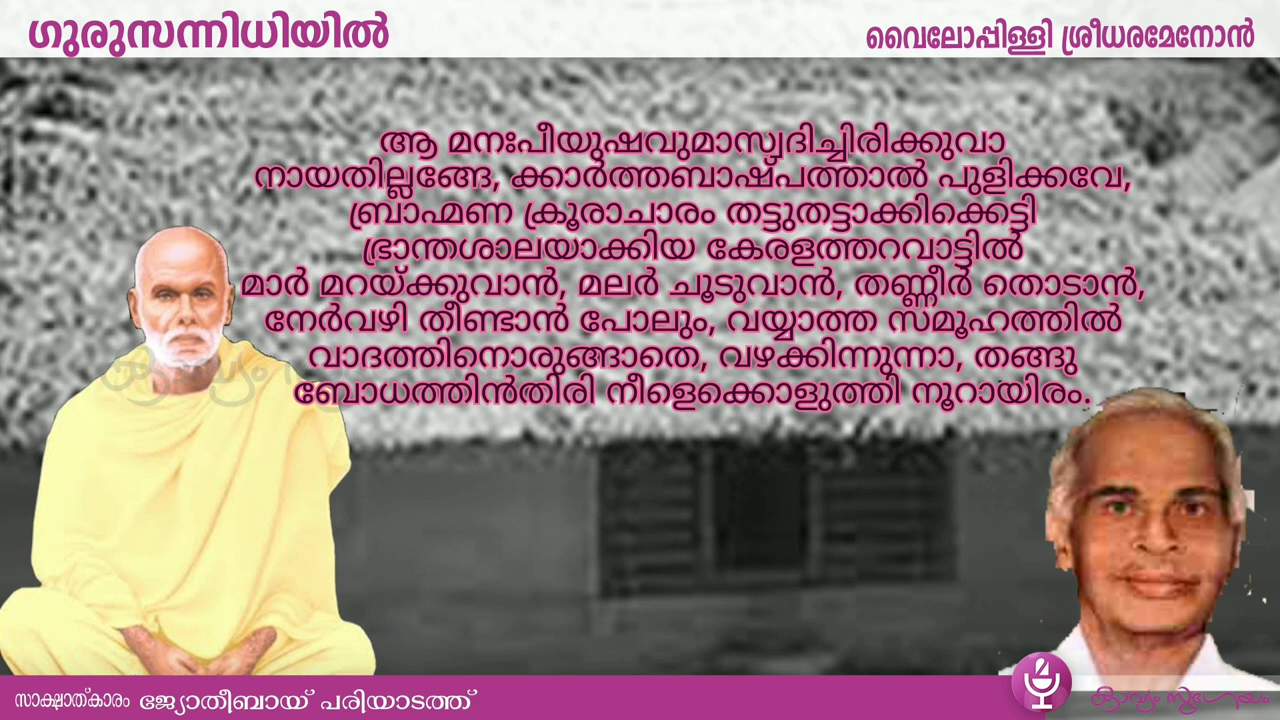 ഗുരുസന്നിധിയിൽ
വൈലോപ്പിള്ളി ശ്രീധരമേനോൻ
ആ മനഃപീയുഷവുമാസ്വദിച്ചിരിക്കുവാ
നായതില്ലങ്ങേ, ക്കാർത്തബാഷ്പത്താൽ പുളിക്കവേ,
ബ്രാഹ്മണ ക്രൂരാചാരം തട്ടുതട്ടാക്കിക്കെട്ടി
ഭ്രാന്തശാലയാക്കിയ കേരളത്തറവാട്ടിൽ
മാർ മറയ്ക്കുവാൻ, മലർ ചൂടുവാൻ, തണ്ണീർ തൊടാൻ,
നേർവഴി തീണ്ടാൻ പോലും, വയ്യാത്ത സമൂഹത്തിൽ
വാദത്തിനൊരുങ്ങാതെ, വഴക്കിന്നുന്നാ, തങ്ങു
ബോധത്തിൻതിരി നീളെക്കൊളുത്തി നൂറായിരം.
സാക്ഷാത്കാരം ജ്യോതീബായ് പരിയാടത്ത്
കാവ്യം സുഗേയം